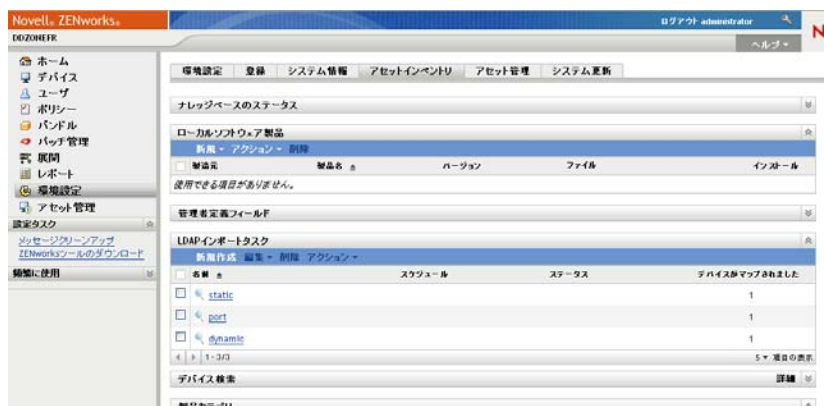 Novell® ZENworks®
ログアウト administrator
DDZONEFR
N
ヘルプ
ホーム
デバイス
ユーザ
ポリシー
バンドル
パッチ管理
展開
レポート
環境設定
アセット管理
設定タスク
メッセージクリーンアップ
ZENworksツールのダウンロード
頻繁に使用
環境設定 登録 システム情報 アセットインベントリ アセット管理 システム更新
ナレッジベースのステータス
ローカルソフトウェア製品
新規 アクション 削除
製造元 製品名 バージョン ファイル インストール
使用できる項目がありません。
管理者定義フィールド
LDAPインポートタスク
新規作成 編集 削除 アクション
名前 スケジュール ステータス デバイスがマップされました
static 1
port 1
dynamic 1
1-3/3 5 項目の表示
デバイス検索 詳細
製品カテゴリ